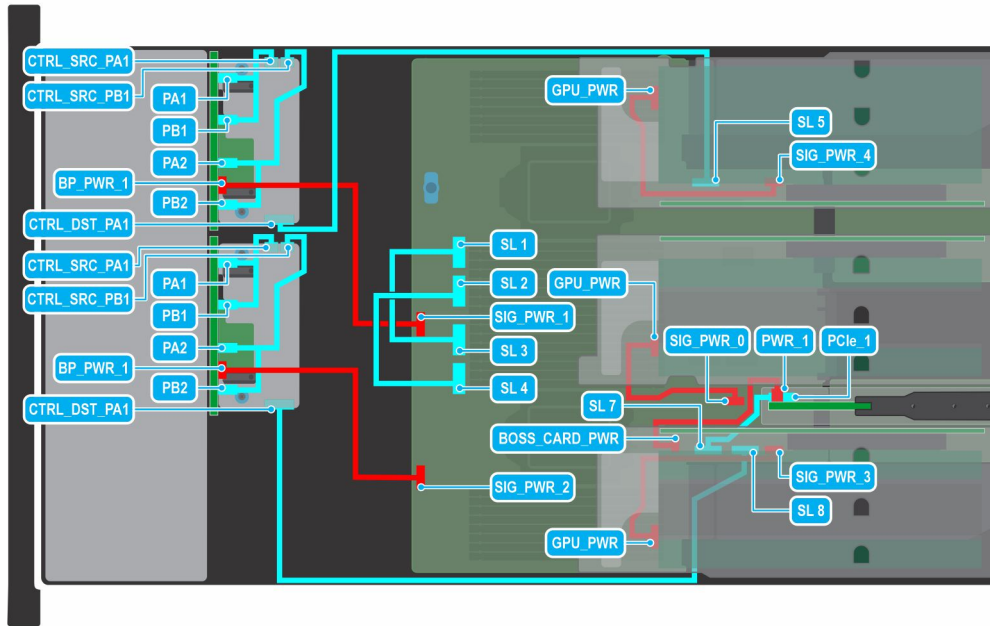 CTRL_SRC_PA1
CTRL_SRC_PB1
PA1
PB1
PA2
BP_PWR_1
PB2
CTRL_DST_PA1
CTRL_SRC_PA1
CTRL_SRC_PB1
PA1
PB1
PA2
BP_PWR_1
PB2
CTRL_DST_PA1
SL 1
SL 2
SIG_PWR_1
SL 3
SL 4
SIG_PWR_2
GPU_PWR
SL 5
SIG_PWR_4
GPU_PWR
SIG_PWR_0
PWR_1
PCIe_1
SL 7
BOSS_CARD_PWR
SIG_PWR_3
SL 8
GPU_PWR